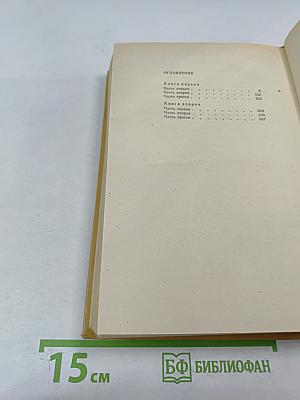 ОГЛАВЛЕНИЕ
Книга первая
Часть первая
Часть вторая
Часть третья
Книга вторая
Часть первая
Часть вторая
Часть третья
15 см
БФ БИБЛИОФАН